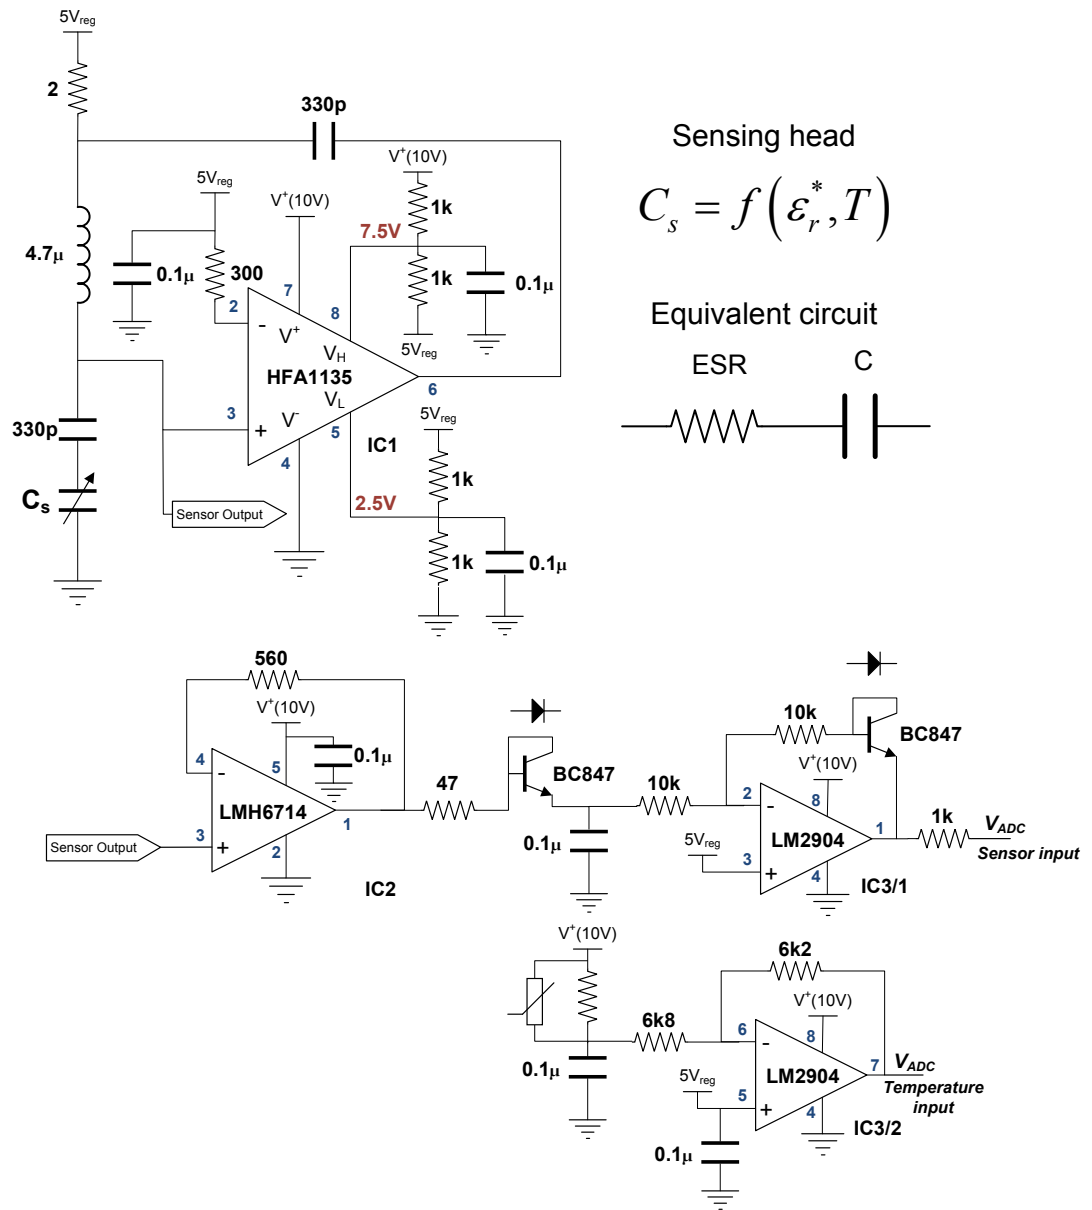 5Vreg
2
330p
Sensing head
V+(10V)
5Vreg
V+(10V)
1k
Cs = f(εr*, T)
7.5V
4.7µ
0.1µ
300
1k
0.1µ
7
8
2
-
V+
5Vreg
Equivalent circuit
VH
HFA1135
ESR
C
6
VL
3
+
V-
5
5Vreg
330p
4
IC1
1k
Cs
2.5V
Sensor Output
1k
0.1µ
560
V+(10V)
10k
BC847
4
-
5
0.1µ
47
BC847
10k
V+(10V)
2
-
8
LMH6714
1
LM2904
1
1k
VADC
Sensor input
Sensor Output
3
+
2
0.1µ
5Vreg
3
+
4
IC2
IC3/1
V+(10V)
6k2
V+(10V)
6k8
6
-
8
0.1µ
LM2904
7
VADC
Temperature
input
5Vreg
5
+
4
IC3/2
0.1µ